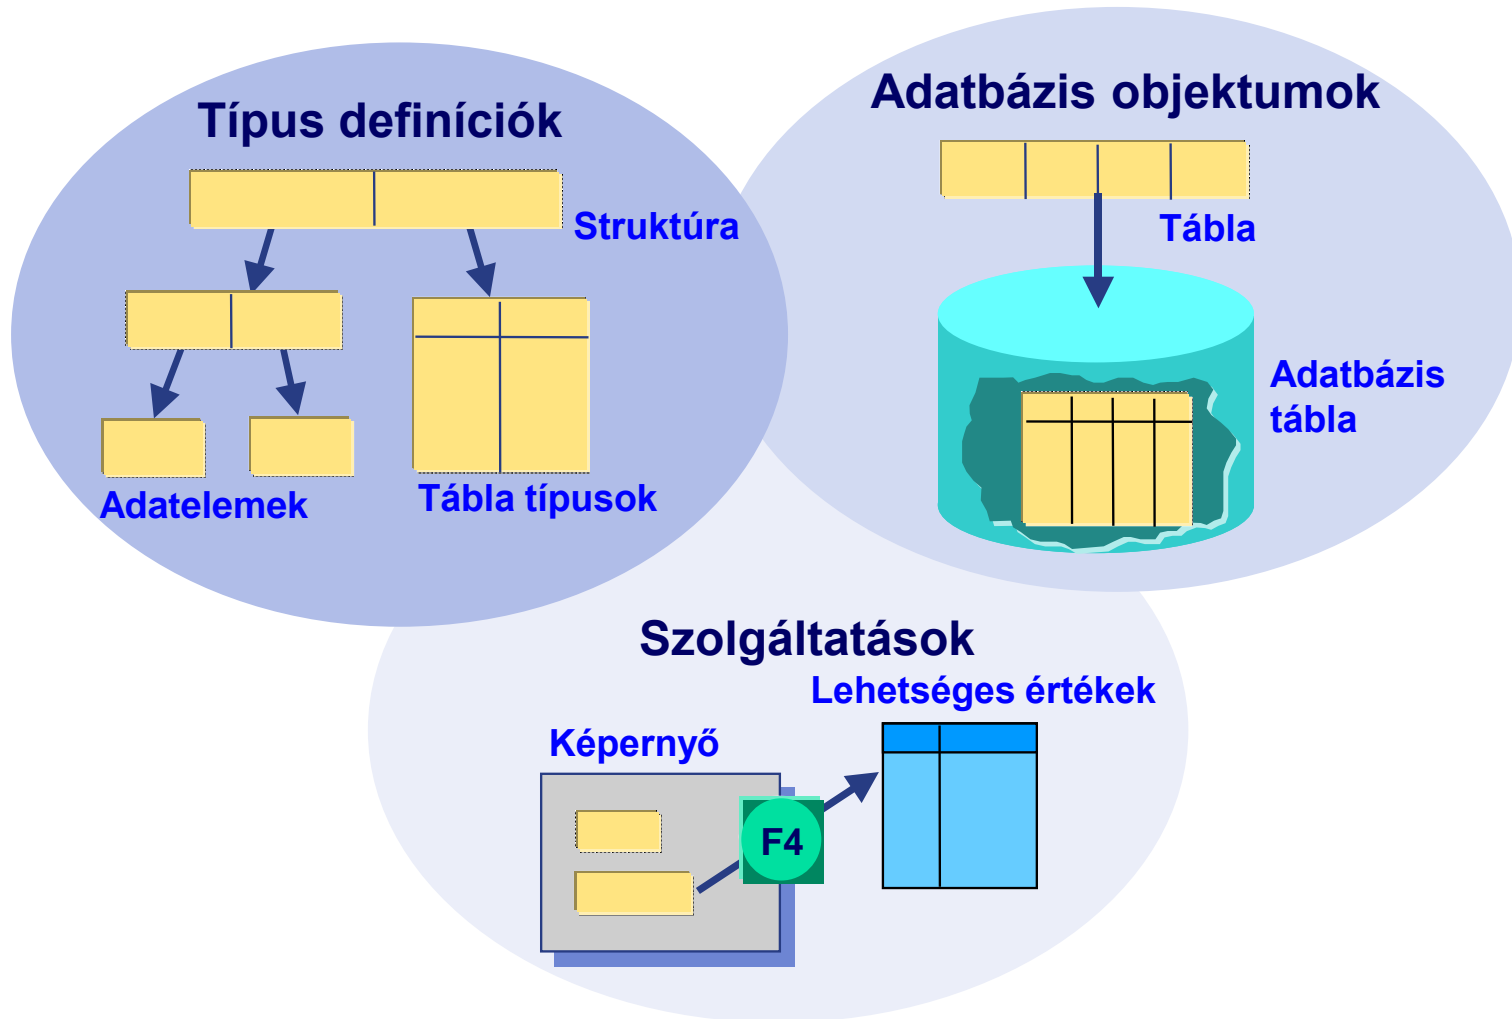 Típus definíciók
Struktúra
Adatelemek
Tábla típusok
Adatbázis objektumok
Tábla
Adatbázis
tábla
Szolgáltatások
Lehetséges értékek
Képernyő
F4